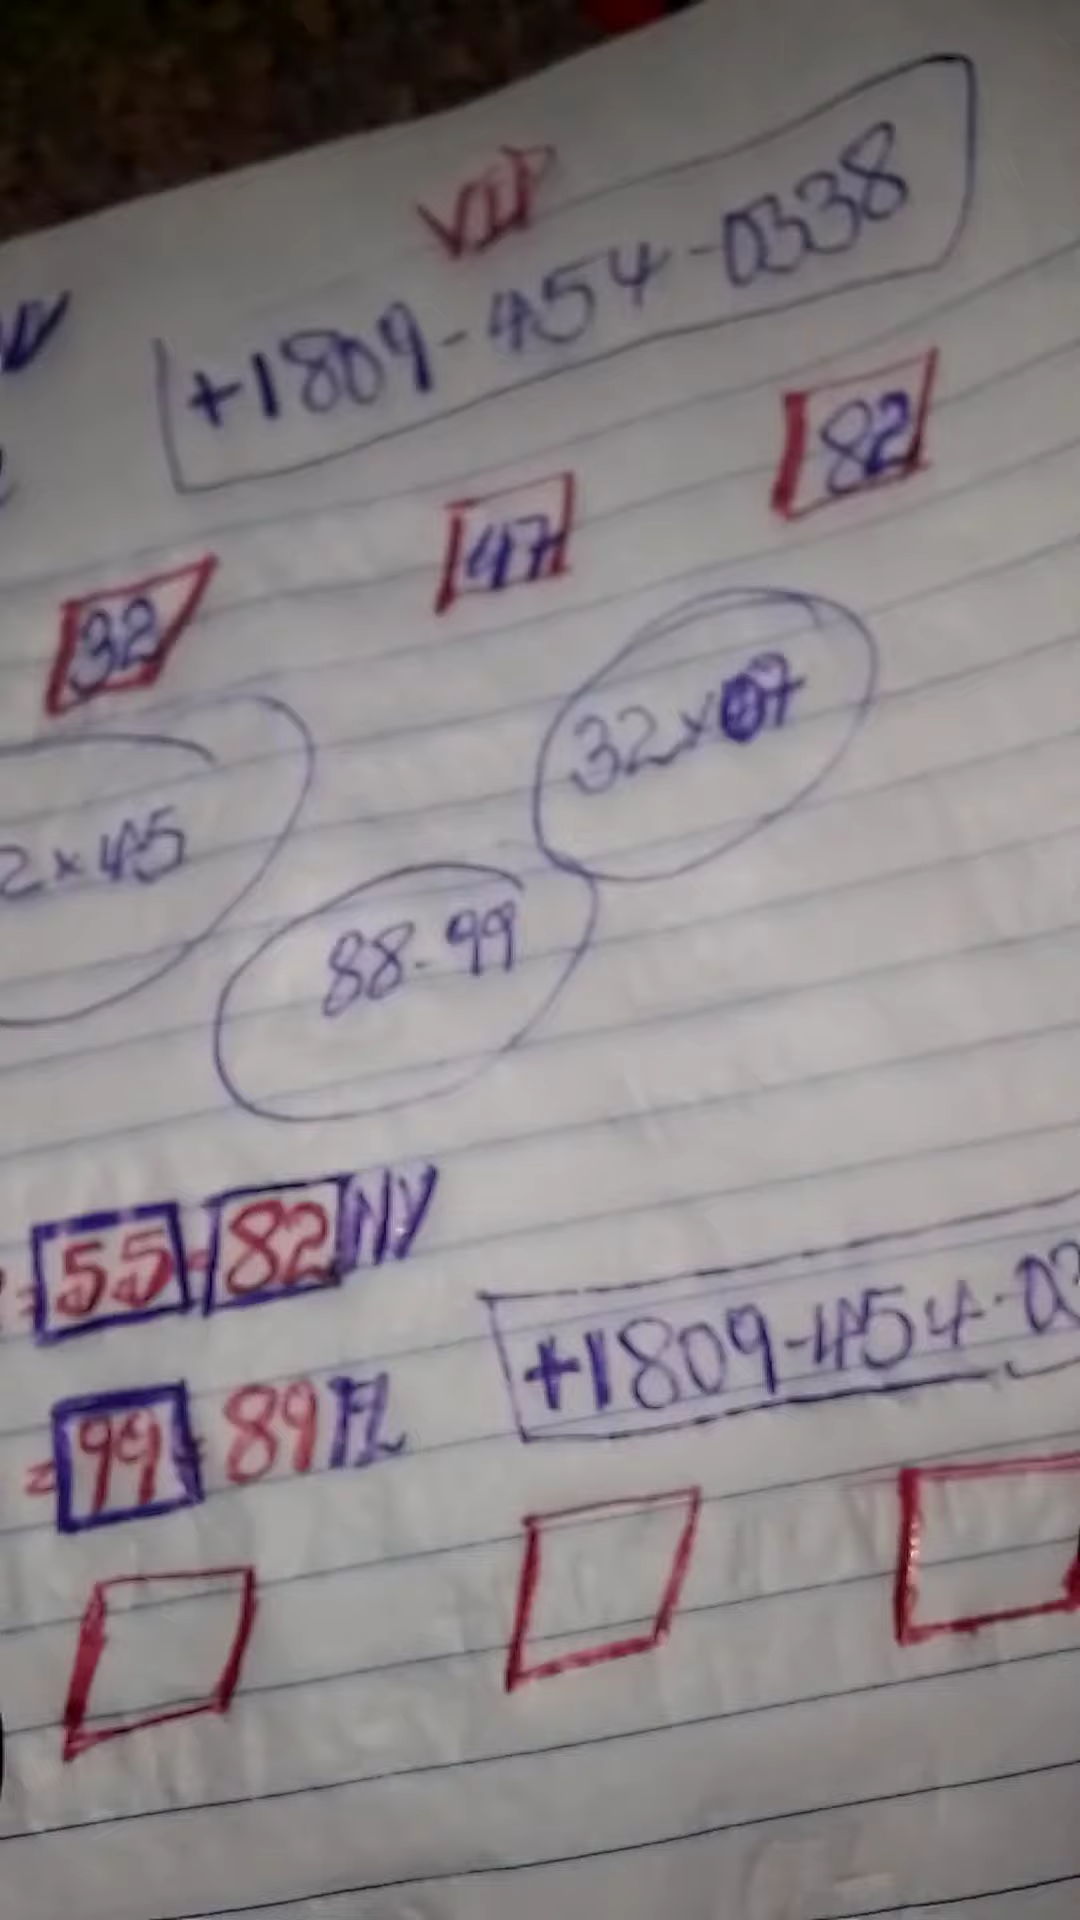 VIP
+1809-454-0338
32 47 82
2x45 32x07
88-99
= 55-82 NY
= 99-89 FL
+1809-454-03